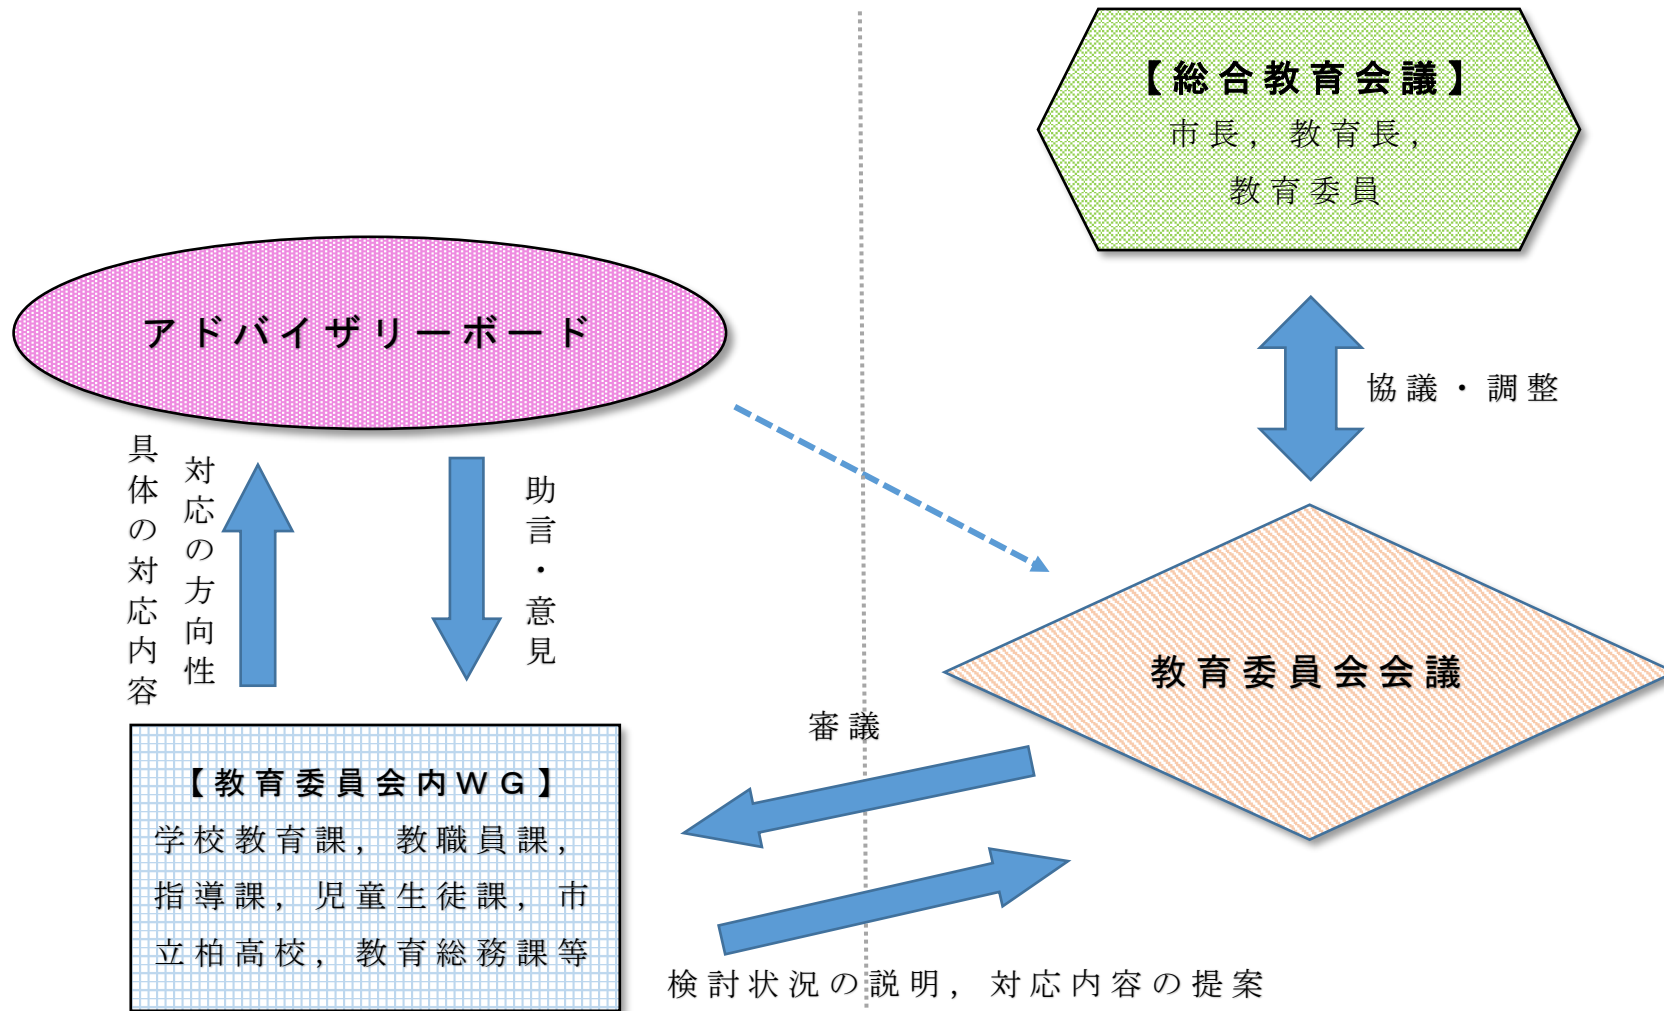 【総合教育会議】
市長，教育長，
教育委員
アドバイザリーボード
協議・調整
対応の方向性
具体の対応内容
助言・意見
教育委員会会議
審議
【教育委員会内ＷＧ】
学校教育課，教職員課，
指導課，児童生徒課，市
立柏高校，教育総務課等
検討状況の説明，対応内容の提案